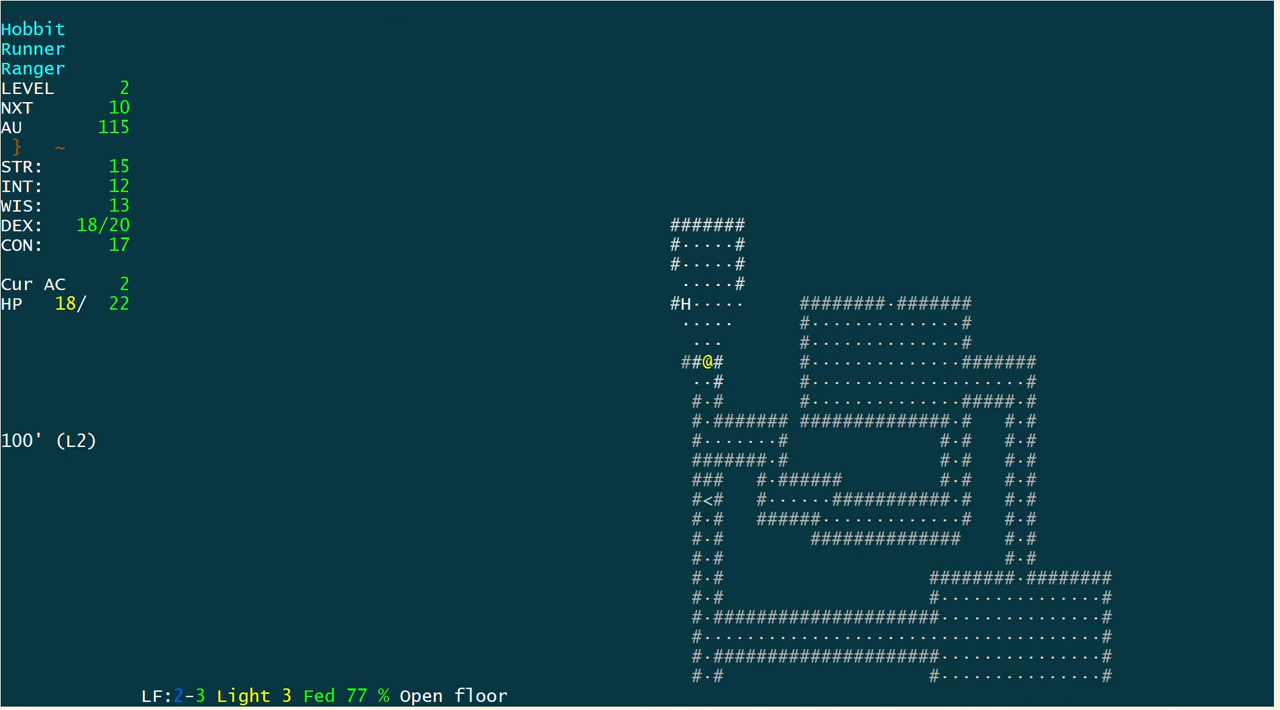 Hobbit
Runner
Ranger
LEVEL 2
NXT 10
AU 115
} ~
STR: 15
INT: 12
WIS: 13
DEX: 18/20
CON: 17
#######
#·····#
#·····#
Cur AC 2 ·····#
HP 18/ 22 #H····· ########·#######
····· #··············#
··· #··············#
##@# #··············#######
··# #····················#
#·# #··············#####·#
#·####### ##############·# #·#
100' (L2) #·······# #·# #·#
#######·# #·# #·#
### #·###### #·# #·#
#<# #······###########·# #·#
#·# ######·············# #·#
#·# ############## #·#
#·# #·#
#·# ########·########
#·# #···············#
#·#####################···············#
#·····································#
#·#####################···············#
#·# #···············#
LF:2-3 Light 3 Fed 77 % Open floor